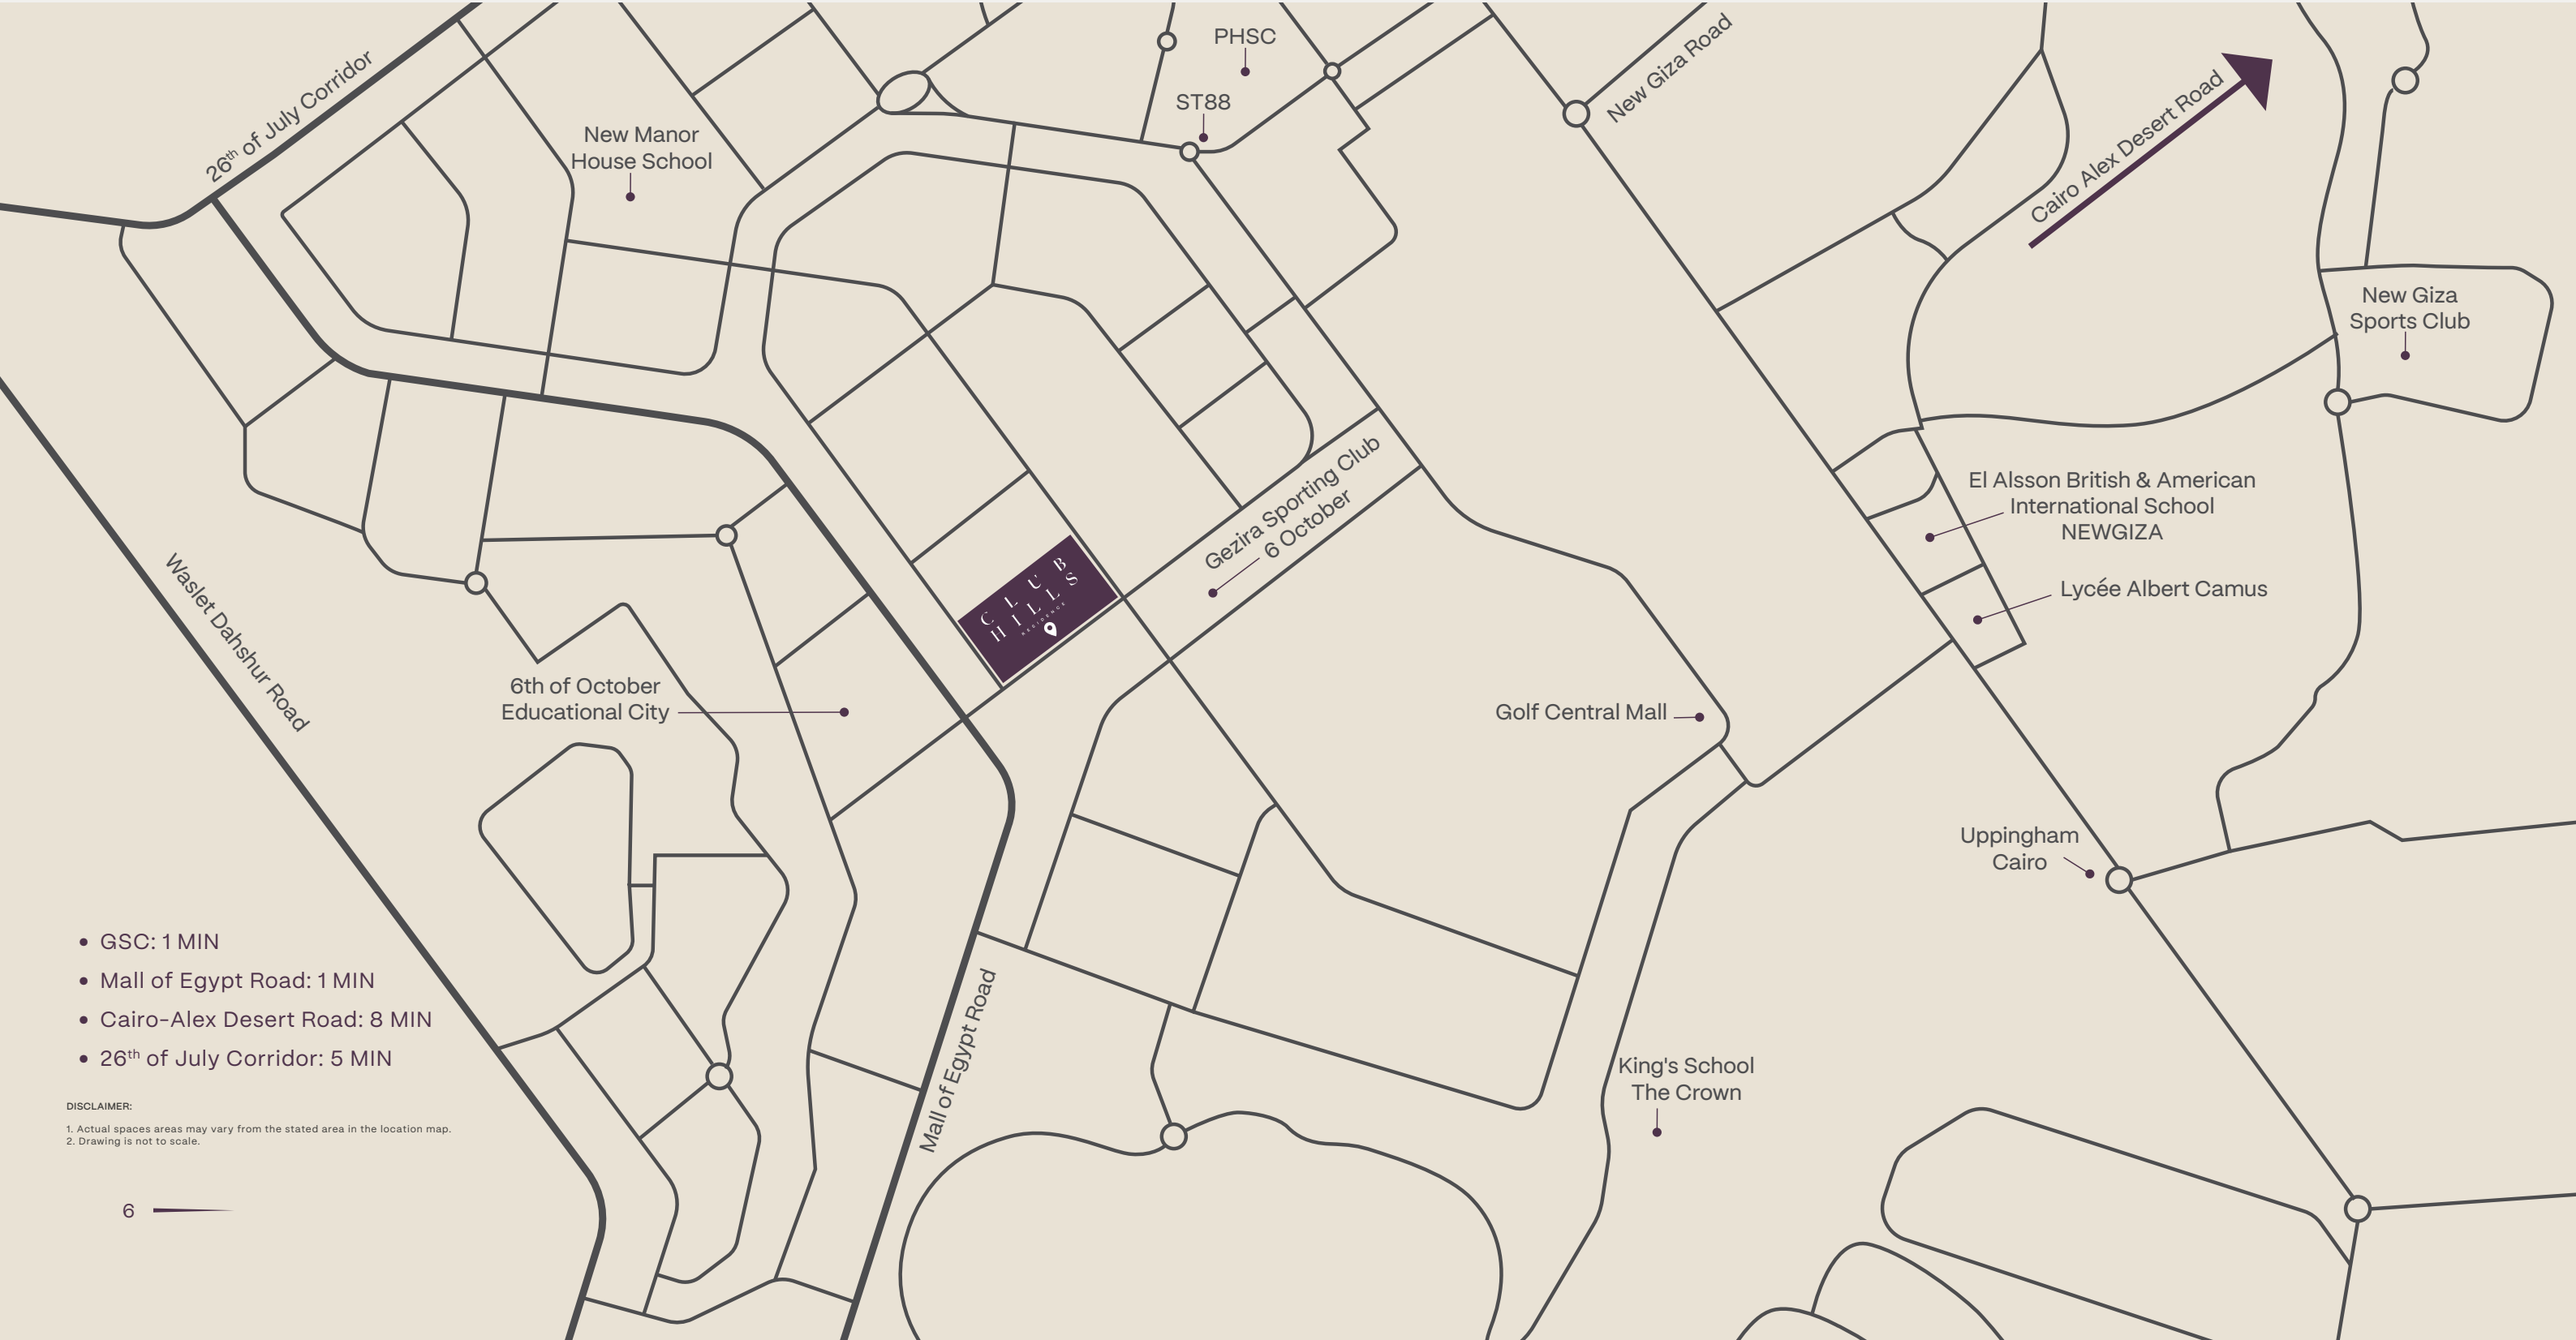 26th of July Corridor
New Manor
House School
PHSC
ST88
New Giza Road
Cairo Alex Desert Road
New Giza
Sports Club
Gezira Sporting Club
6 October
El Alsson British & American
International School
NEWGIZA
Lycée Albert Camus
CLUB
HILLS
RESIDENCE
Waslet Dahshur Road
6th of October
Educational City
Golf Central Mall
Uppingham
Cairo
Mall of Egypt Road
King's School
The Crown
• GSC: 1 MIN
• Mall of Egypt Road: 1 MIN
• Cairo-Alex Desert Road: 8 MIN
• 26th of July Corridor: 5 MIN
DISCLAIMER:
1. Actual spaces areas may vary from the stated area in the location map.
2. Drawing is not to scale.
6